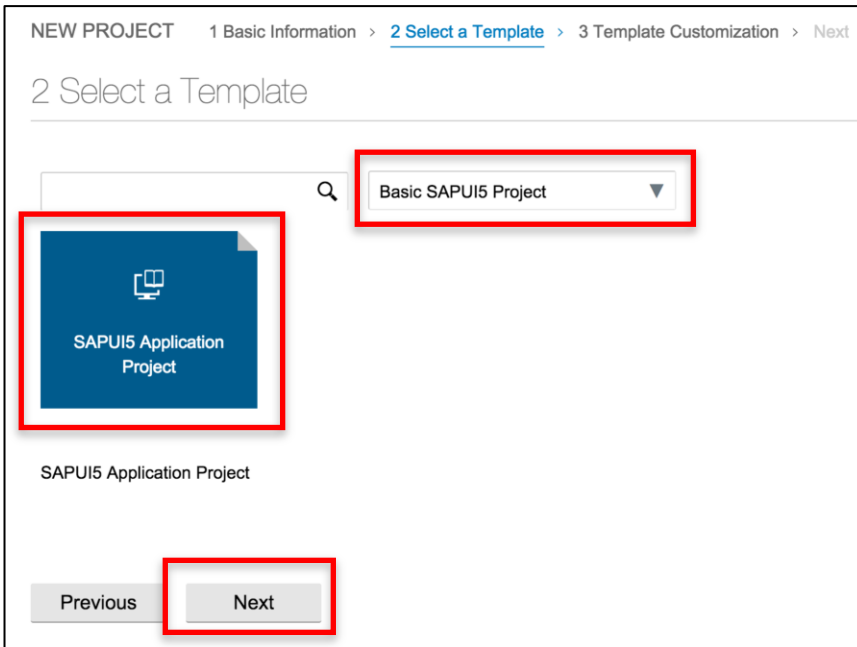 NEW PROJECT 1 Basic Information > 2 Select a Template > 3 Template Customization > Next
2 Select a Template
Basic SAPUI5 Project
SAPUI5 Application
Project
SAPUI5 Application Project
Previous Next